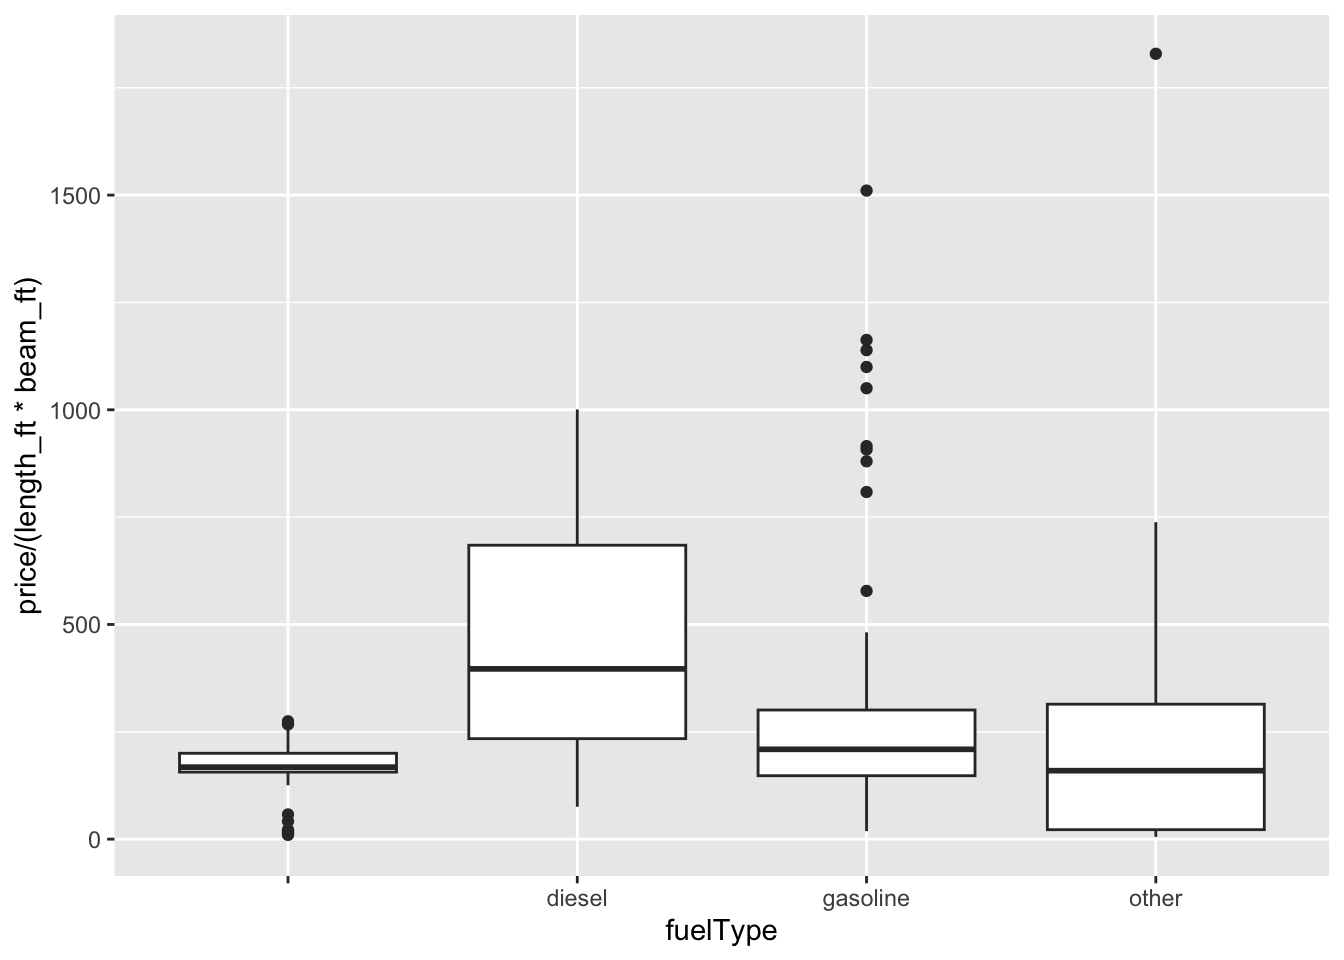 1500
1000
500
0
price/(length_ft * beam_ft)
diesel
gasoline
other
fuelType